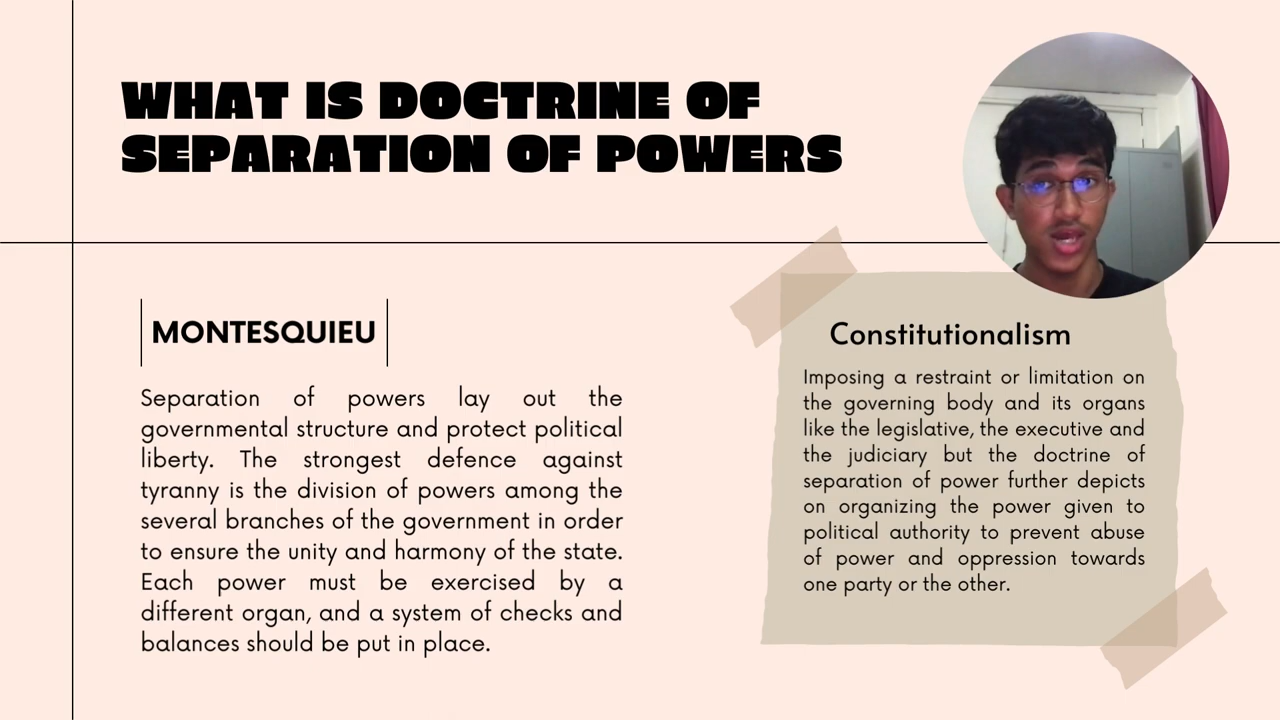 WHAT IS DOCTRINE OF
SEPARATION OF POWERS
MONTESQUIEU
Separation of powers lay out the
governmental structure and protect political
liberty. The strongest defence against
tyranny is the division of powers among the
several branches of the government in order
to ensure the unity and harmony of the state.
Each power must be exercised by a
different organ, and a system of checks and
balances should be put in place.
Constitutionalism
Imposing a restraint or limitation on
the governing body and its organs
like the legislative, the executive and
the judiciary but the doctrine of
separation of power further depicts
on organizing the power given to
political authority to prevent abuse
of power and oppression towards
one party or the other.